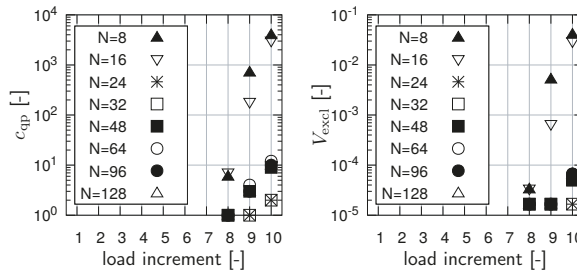 10^4
10^3
10^2
10^1
10^0
c_qp [-]
N=8
N=16
N=24
N=32
N=48
N=64
N=96
N=128
1 2 3 4 5 6 7 8 9 10
load increment [-]
10^-1
10^-2
10^-3
10^-4
10^-5
V_excl [-]
N=8
N=16
N=24
N=32
N=48
N=64
N=96
N=128
1 2 3 4 5 6 7 8 9 10
load increment [-]